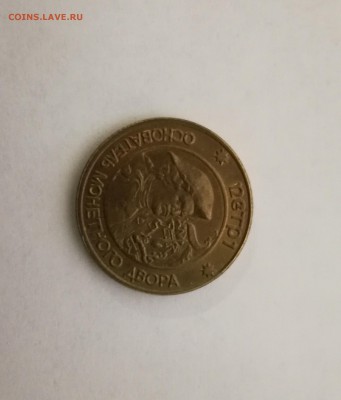 COINS.LAVE.RU
ПЕТР I
ОСНОВАТЕЛЬ МОНЕТНОГО ДВОРА